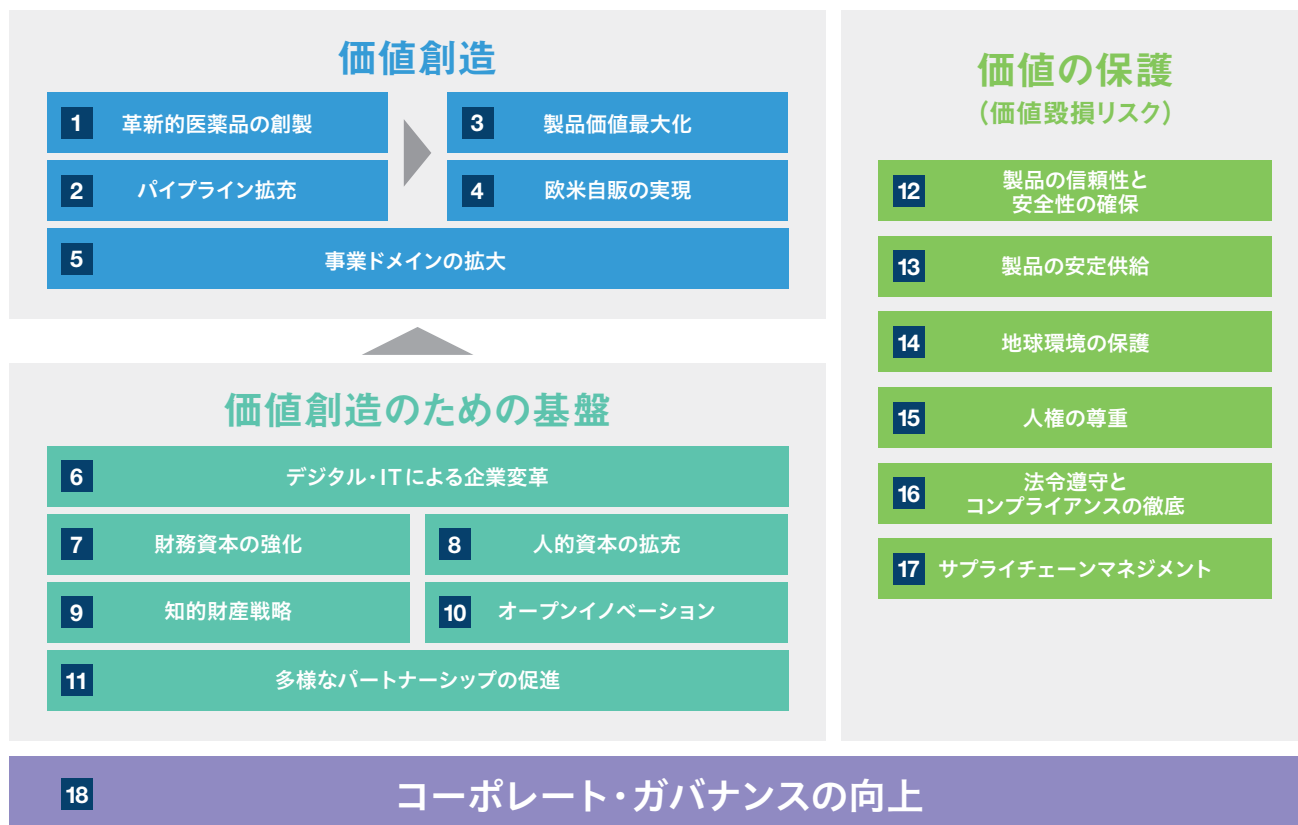 価値創造
1 革新的医薬品の創製
2 パイプライン拡充
3 製品価値最大化
4 欧米自販の実現
5 事業ドメインの拡大
価値創造のための基盤
6 デジタル・ITによる企業変革
7 財務資本の強化
8 人的資本の拡充
9 知的財産戦略
10 オープンイノベーション
11 多様なパートナーシップの促進
価値の保護
（価値毀損リスク）
12 製品の信頼性と
安全性の確保
13 製品の安定供給
14 地球環境の保護
15 人権の尊重
16 法令遵守と
コンプライアンスの徹底
17 サプライチェーンマネジメント
18 コーポレート・ガバナンスの向上